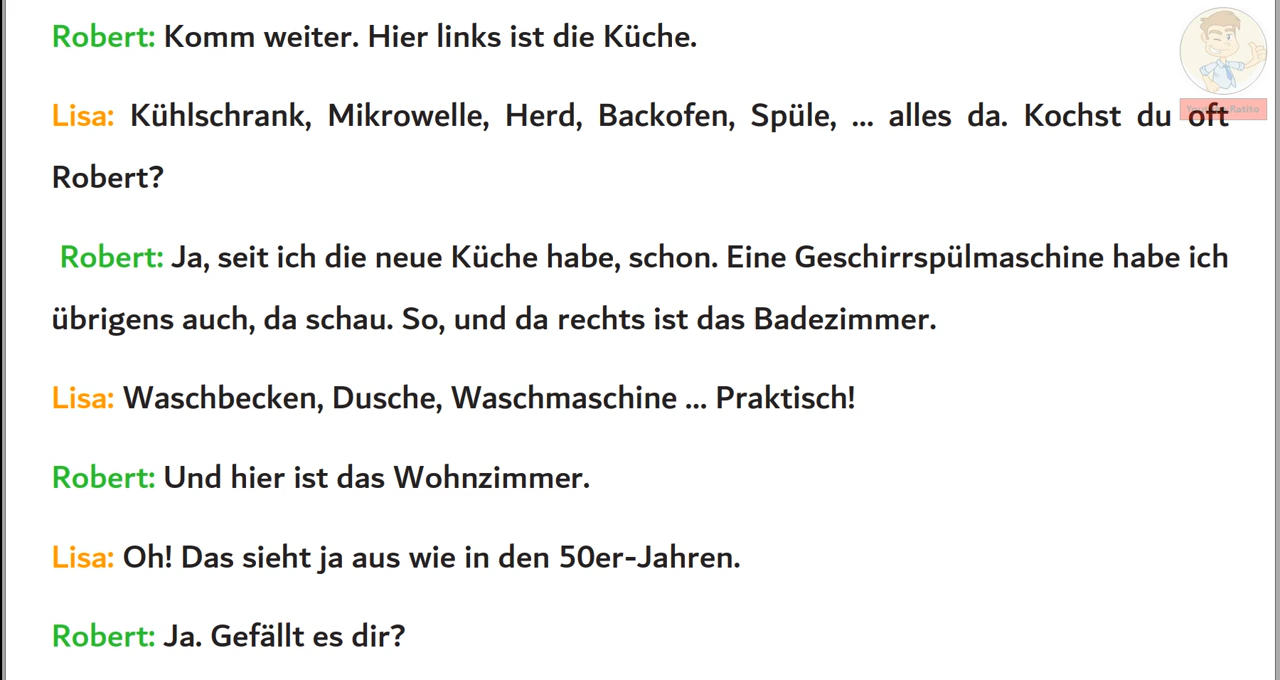 Robert: Komm weiter. Hier links ist die Küche.
Lisa: Kühlschrank, Mikrowelle, Herd, Backofen, Spüle, ... alles da. Kochst du oft
Robert?
Robert: Ja, seit ich die neue Küche habe, schon. Eine Geschirrspülmaschine habe ich
übrigens auch, da schau. So, und da rechts ist das Badezimmer.
Lisa: Waschbecken, Dusche, Waschmaschine ... Praktisch!
Robert: Und hier ist das Wohnzimmer.
Lisa: Oh! Das sieht ja aus wie in den 50er-Jahren.
Robert: Ja. Gefällt es dir?